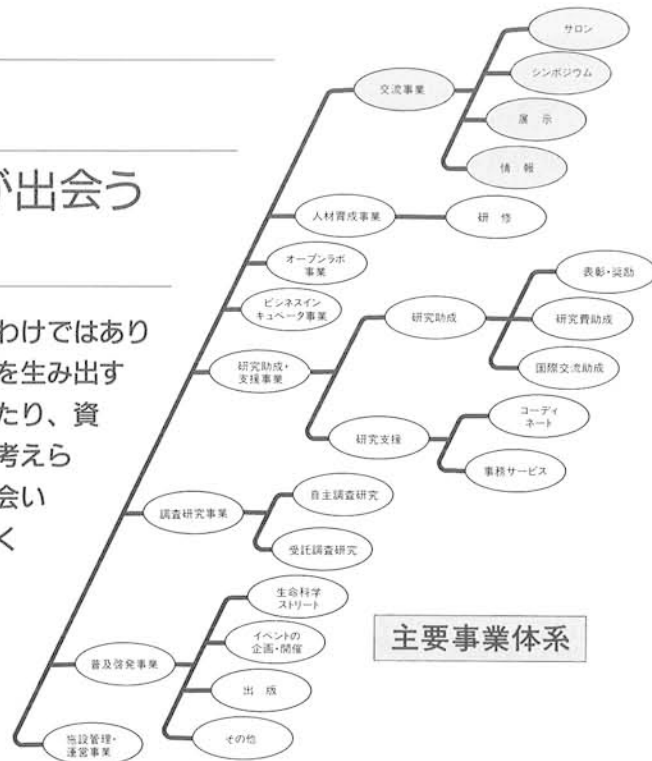 が出会う
わけではあり
を生み出す
たり、資
考えら
会い
く
サロン
シンポジウム
交流事業
展 示
情 報
人材育成事業
研 修
オープンラボ
事業
ビジネスイン
キュベータ事業
表彰・奨励
研究助成
研究費助成
国際交流助成
研究助成・
支援事業
コーディ
ネート
研究支援
事務サービス
自主調査研究
調査研究事業
受託調査研究
生命科学
ストリート
イベントの
企画・開催
普及啓発事業
出 版
その他
施設管理・
運営事業
主要事業体系